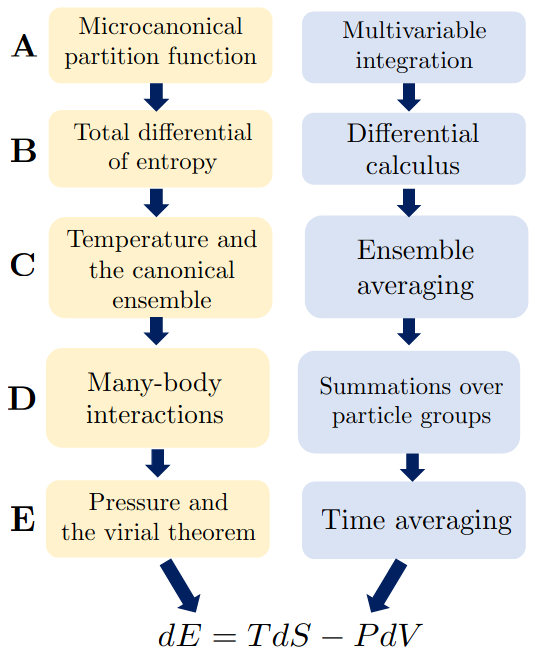 A
Microcanonical
partition function
Multivariable
integration
B
Total differential
of entropy
Differential
calculus
C
Temperature and
the canonical
ensemble
Ensemble
averaging
D
Many-body
interactions
Summations over
particle groups
E
Pressure and
the virial theorem
Time averaging
dE = TdS − PdV